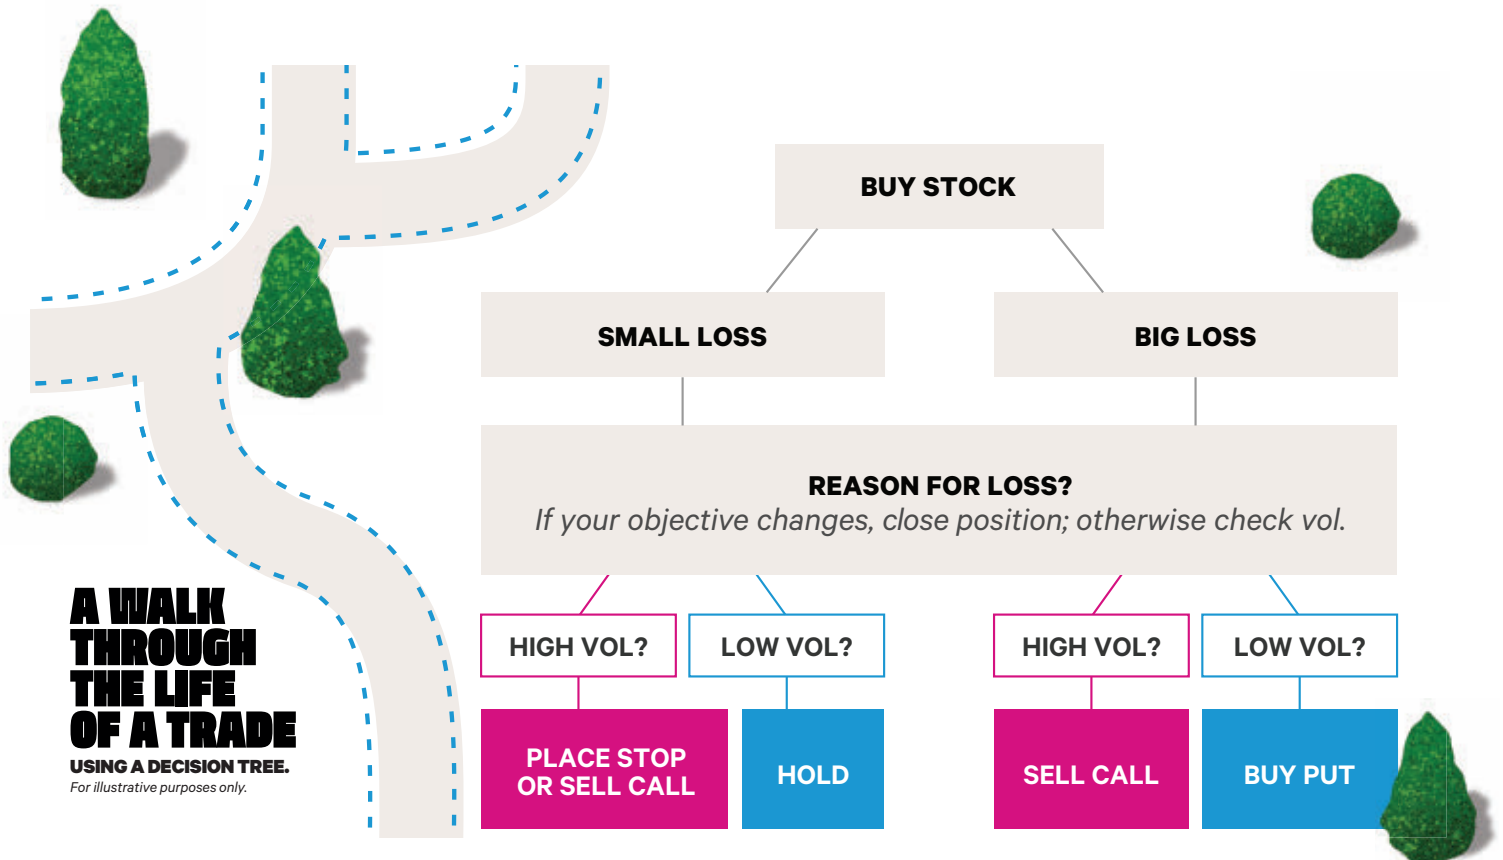 BUY STOCK
SMALL LOSS
BIG LOSS
REASON FOR LOSS?
If your objective changes, close position; otherwise check vol.
HIGH VOL?
LOW VOL?
HIGH VOL?
LOW VOL?
PLACE STOP
OR SELL CALL
HOLD
SELL CALL
BUY PUT
A WALK
THROUGH
THE LIFE
OF A TRADE
USING A DECISION TREE.
For illustrative purposes only.